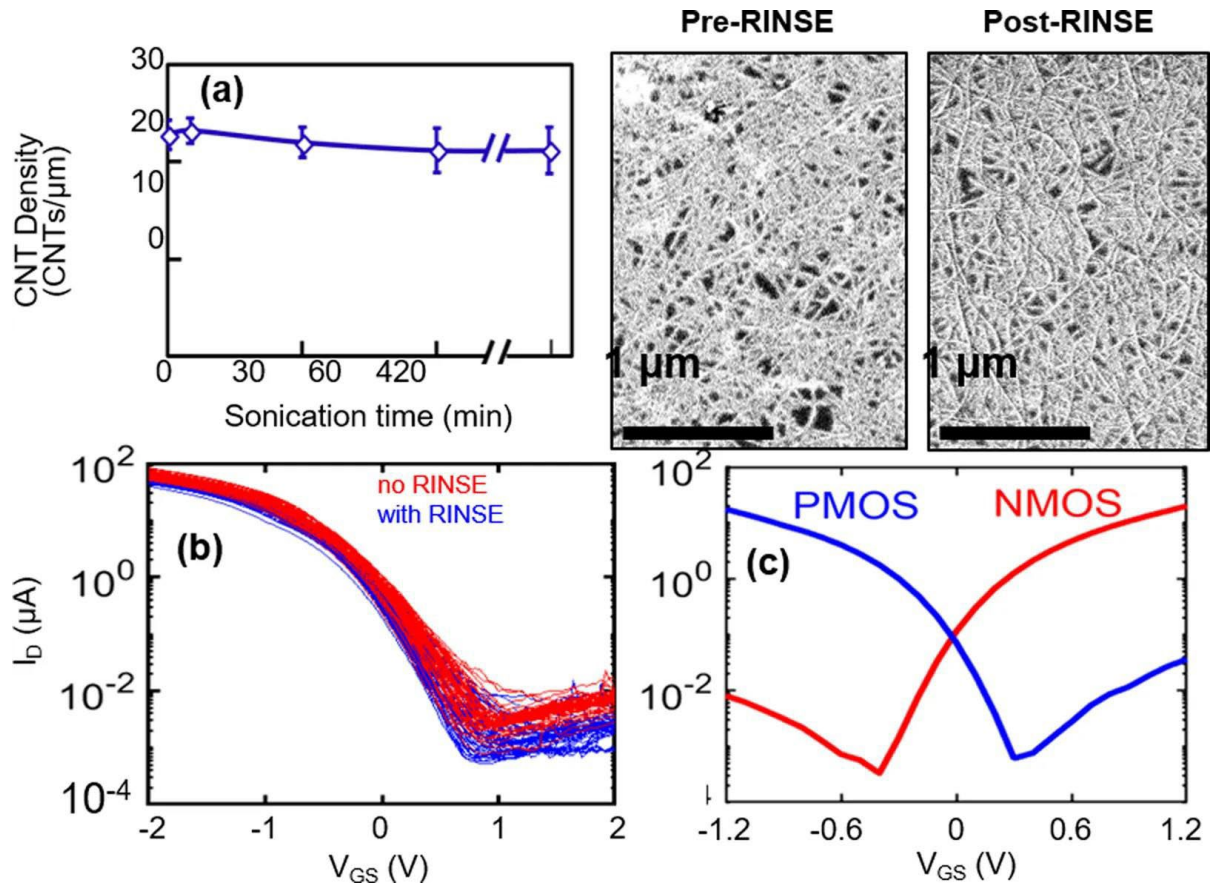 Pre-RINSE
Post-RINSE
30
20
10
0
CNT Density
(CNTs/µm)
(a)
0 30 60 420
Sonication time (min)
1 µm
1 µm
10²
10⁰
10⁻²
10⁻⁴
I_D (µA)
no RINSE
with RINSE
(b)
-2 -1 0 1 2
V_GS (V)
10²
10⁰
10⁻²
4
PMOS
NMOS
(c)
-1.2 -0.6 0 0.6 1.2
V_GS (V)